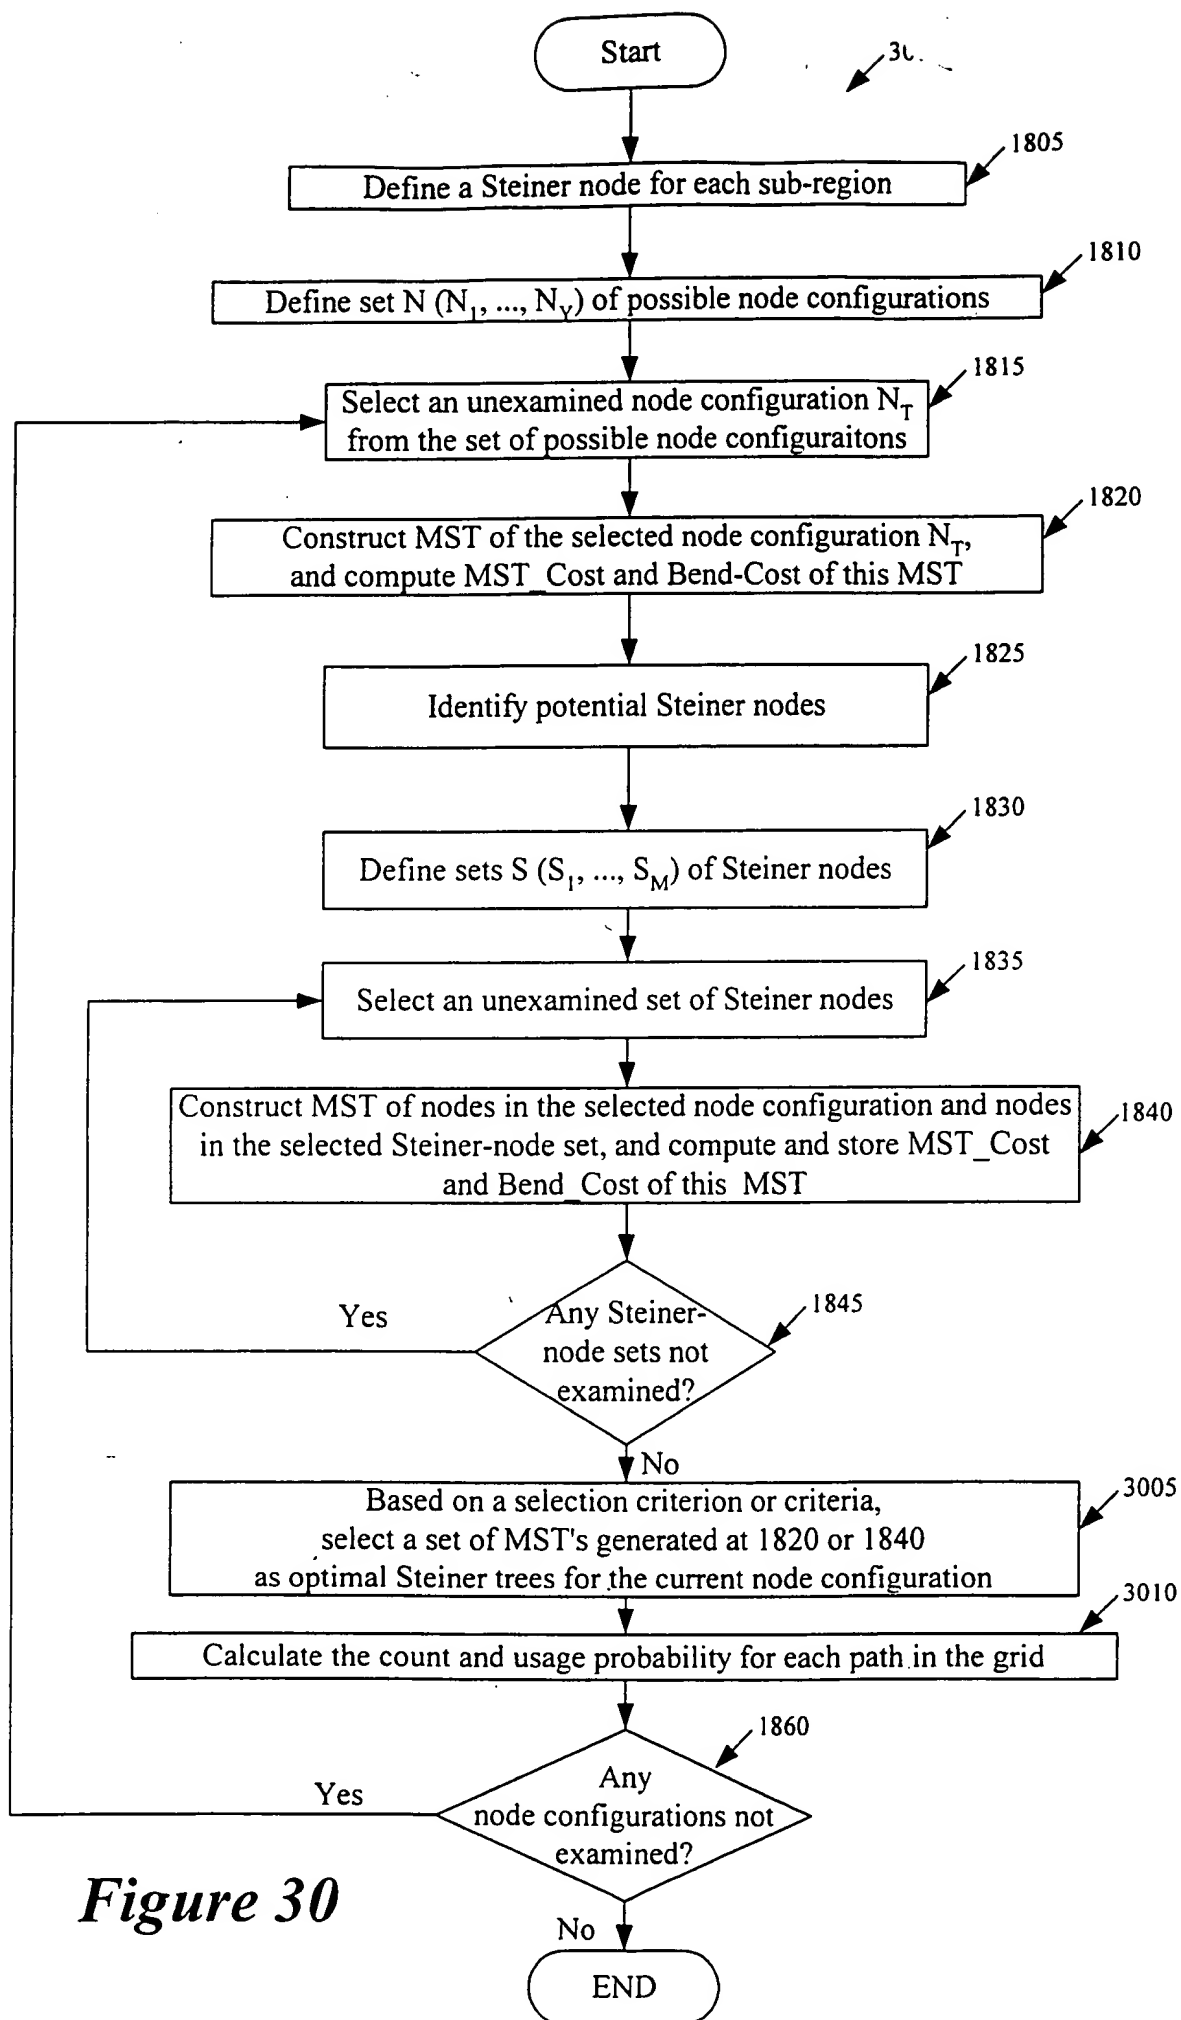 Start
1805
Define a Steiner node for each sub-region
1810
Define set N (N1, ..., NY) of possible node configurations
1815
Select an unexamined node configuration NT
from the set of possible node configuraitons
1820
Construct MST of the selected node configuration NT,
and compute MST_Cost and Bend-Cost of this MST
1825
Identify potential Steiner nodes
1830
Define sets S (S1, ..., SM) of Steiner nodes
1835
Select an unexamined set of Steiner nodes
1840
Construct MST of nodes in the selected node configuration and nodes
in the selected Steiner-node set, and compute and store MST_Cost
and Bend_Cost of this MST
1845
Yes
Any Steiner-
node sets not
examined?
No
3005
Based on a selection criterion or criteria,
select a set of MST's generated at 1820 or 1840
as optimal Steiner trees for the current node configuration
3010
Calculate the count and usage probability for each path in the grid
1860
Yes
Any
node configurations not
examined?
No
END
Figure 30